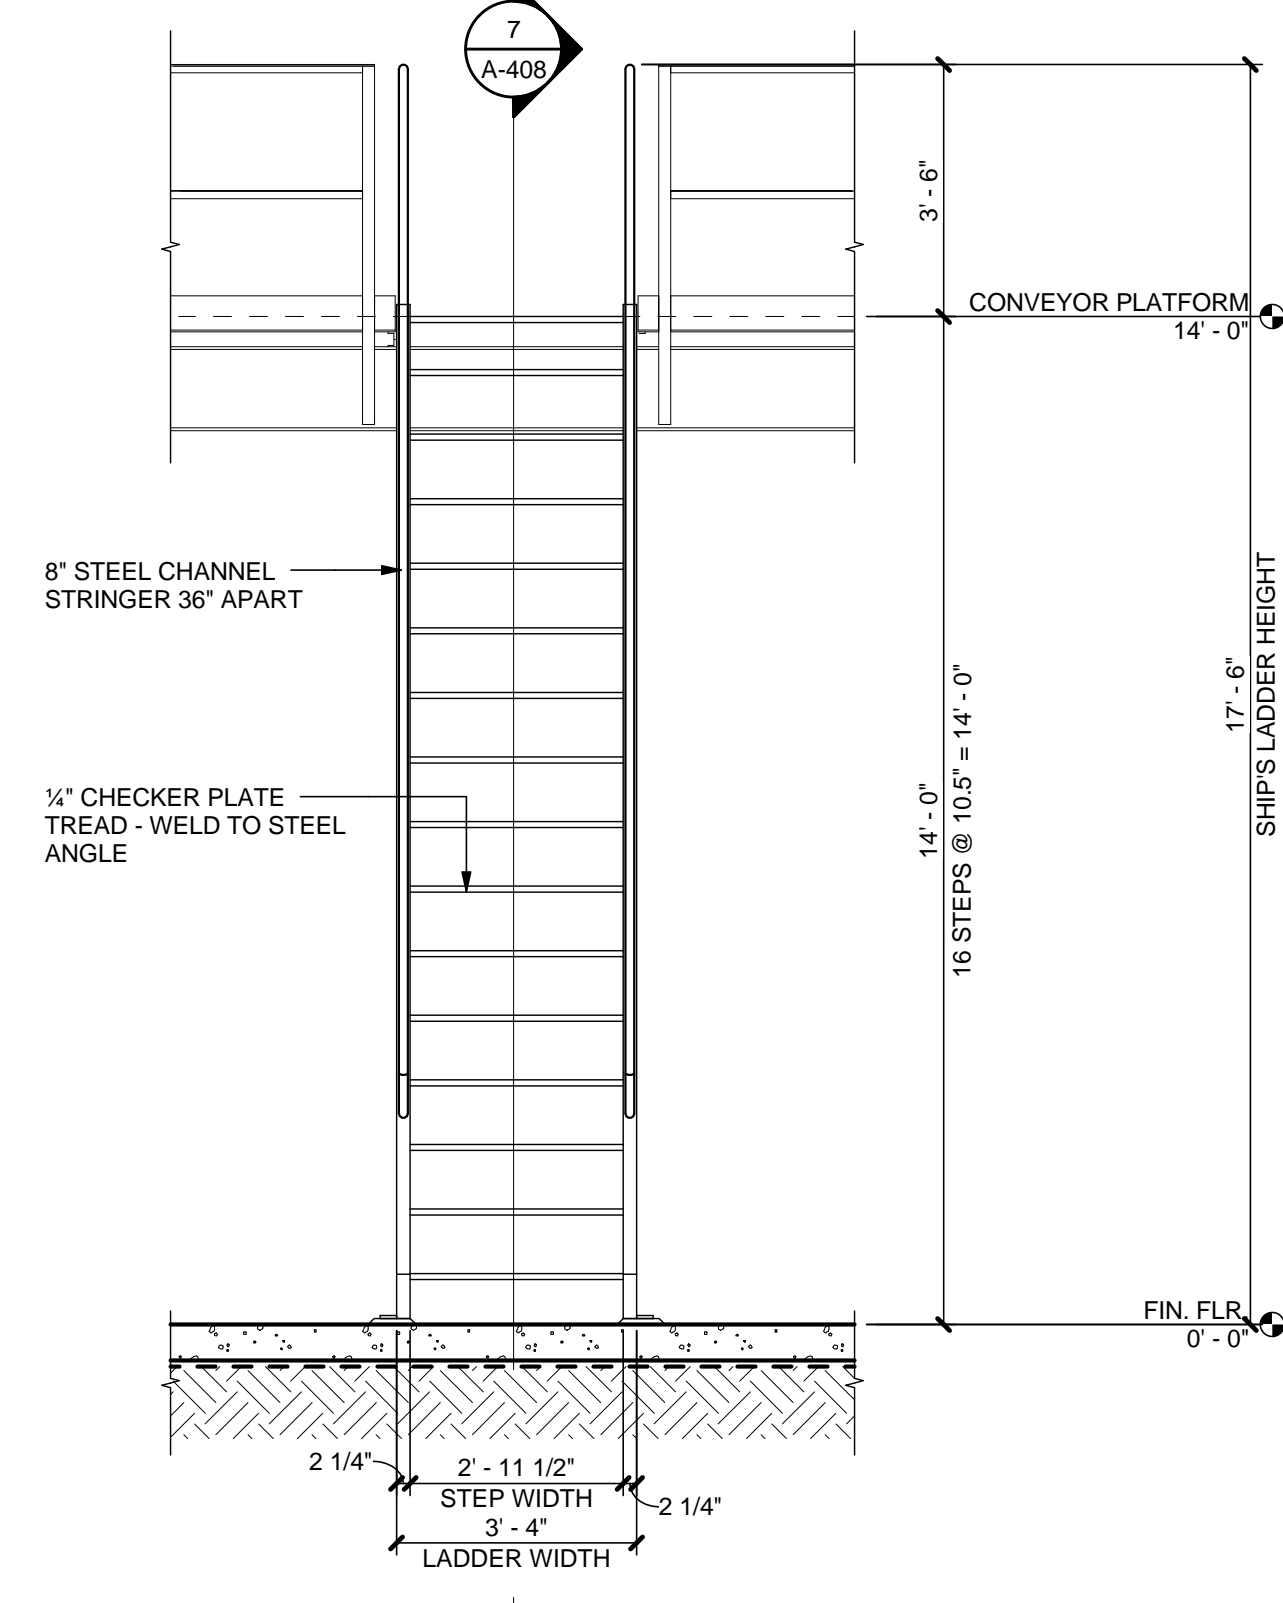 7
A-408
3' - 6"
CONVEYOR PLATFORM
14' - 0"
8" STEEL CHANNEL
STRINGER 36" APART
¼" CHECKER PLATE
TREAD - WELD TO STEEL
ANGLE
14' - 0"
16 STEPS @ 10.5" = 14' - 0"
17' - 6"
SHIP'S LADDER HEIGHT
FIN. FLR.
0' - 0"
2 1/4"
2' - 11 1/2"
STEP WIDTH
2 1/4"
3' - 4"
LADDER WIDTH